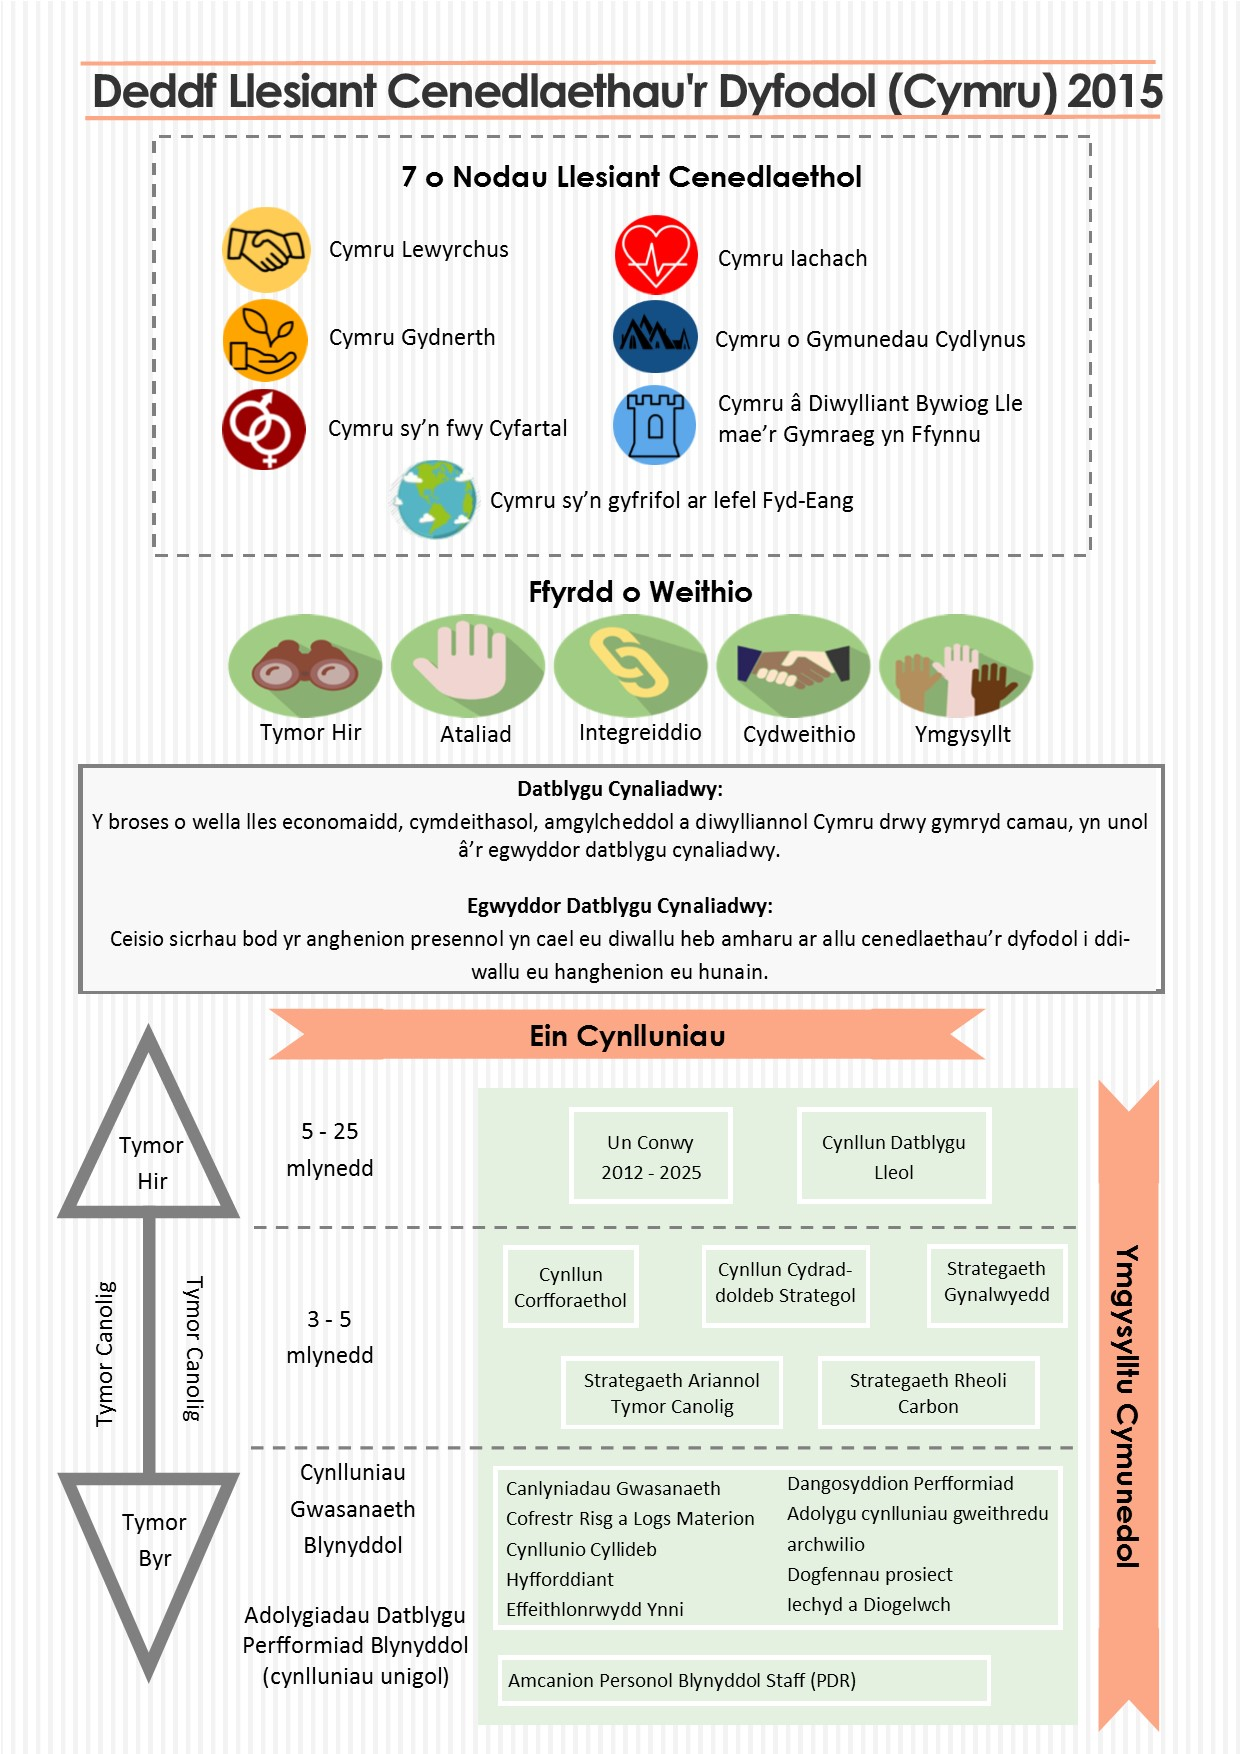 Deddf Llesiant Cenedlaethau'r Dyfodol (Cymru) 2015
7 o Nodau Llesiant Cenedlaethol
Cymru Lewyrchus
Cymru Iachach
Cymru Gydnerth
Cymru o Gymunedau Cydlynus
Cymru sy’n fwy Cyfartal
Cymru â Diwylliant Bywiog Lle
mae’r Gymraeg yn Ffynnu
Cymru sy’n gyfrifol ar lefel Fyd-Eang
Ffyrdd o Weithio
Tymor Hir
Ataliad
Integreiddio
Cydweithio
Ymgysyllt
Datblygu Cynaliadwy:
Y broses o wella lles economaidd, cymdeithasol, amgylcheddol a diwylliannol Cymru drwy gymryd camau, yn unol
â’r egwyddor datblygu cynaliadwy.
Egwyddor Datblygu Cynaliadwy:
Ceisio sicrhau bod yr anghenion presennol yn cael eu diwallu heb amharu ar allu cenedlaethau’r dyfodol i ddi-
wallu eu hanghenion eu hunain.
Ein Cynlluniau
Tymor
Hir
Tymor Canolig
Tymor Canolig
Tymor
Byr
5 - 25
mlynedd
Un Conwy
2012 - 2025
Cynllun Datblygu
Lleol
3 - 5
mlynedd
Cynllun
Corfforaethol
Cynllun Cydrad-
doldeb Strategol
Strategaeth
Gynalwyedd
Strategaeth Ariannol
Tymor Canolig
Strategaeth Rheoli
Carbon
Cynlluniau
Gwasanaeth
Blynyddol
Canlyniadau Gwasanaeth
Cofrestr Risg a Logs Materion
Cynllunio Cyllideb
Hyfforddiant
Effeithlonrwydd Ynni
Dangosyddion Perfformiad
Adolygu cynlluniau gweithredu
archwilio
Dogfennau prosiect
Iechyd a Diogelwch
Adolygiadau Datblygu
Perfformiad Blynyddol
(cynlluniau unigol)
Amcanion Personol Blynyddol Staff (PDR)
Ymgysylltu Cymunedol